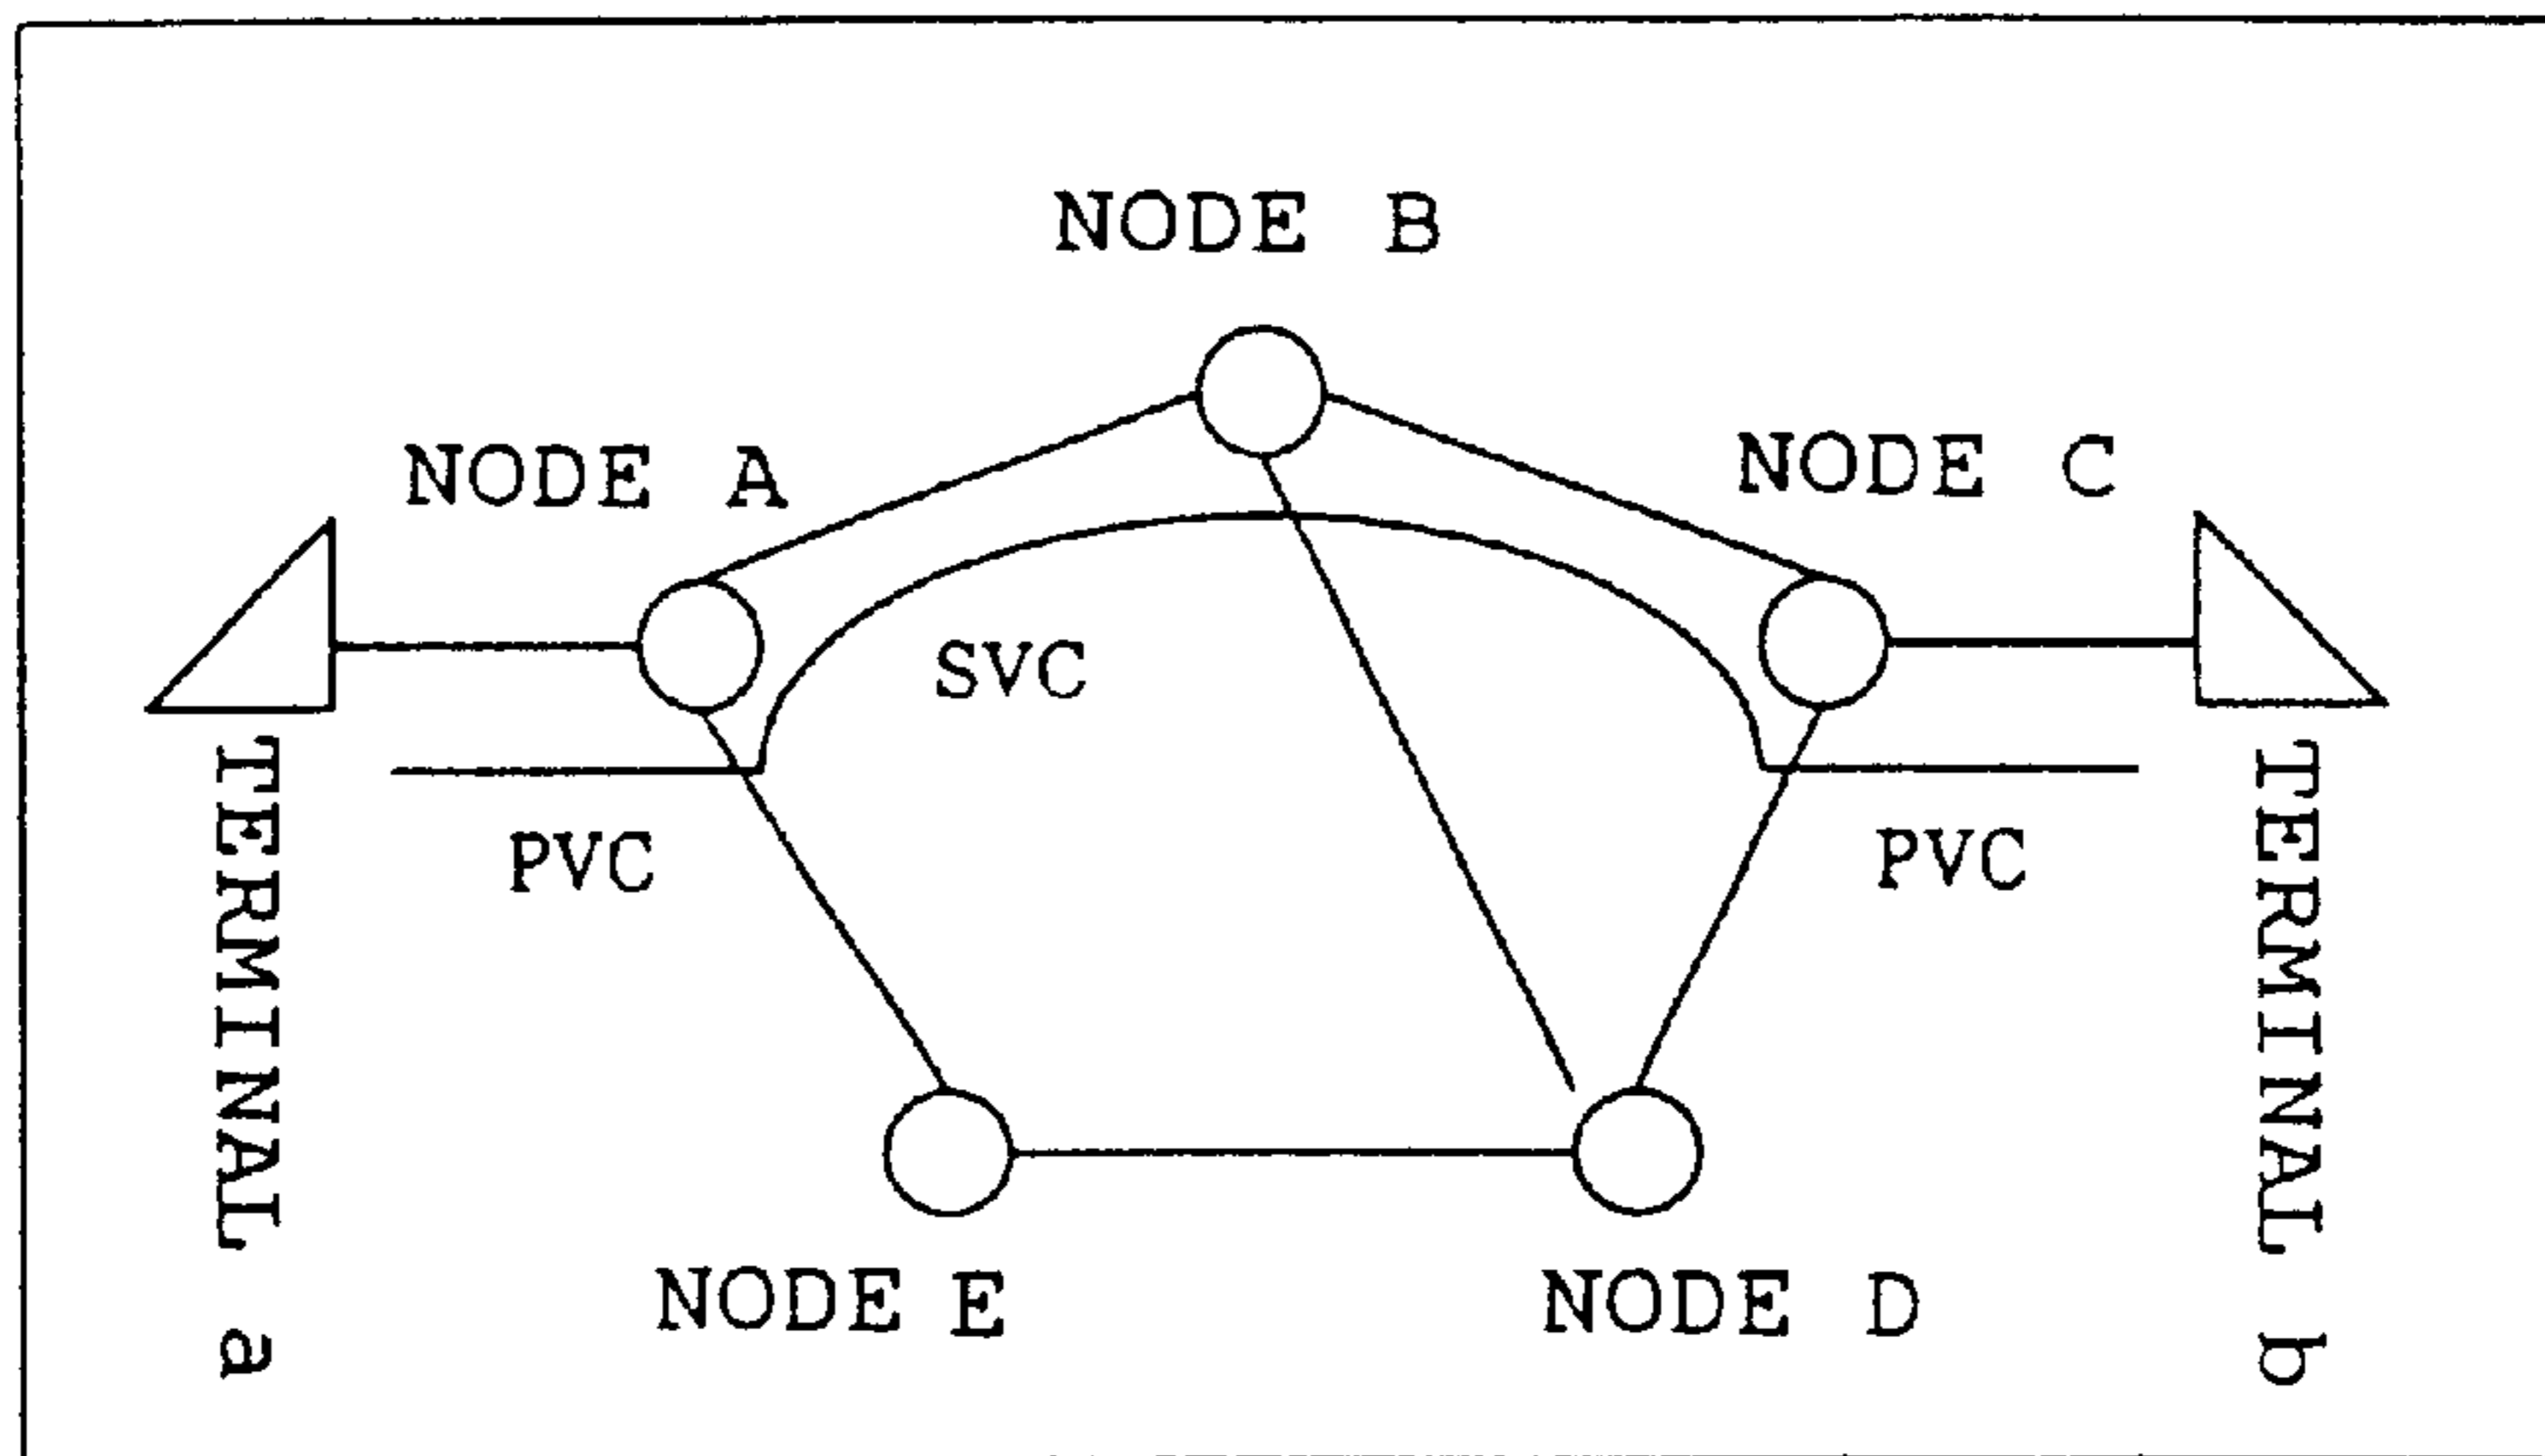 NODE B
NODE A
NODE C
SVC
PVC
PVC
TERMINAL a
TERMINAL b
NODE E
NODE D